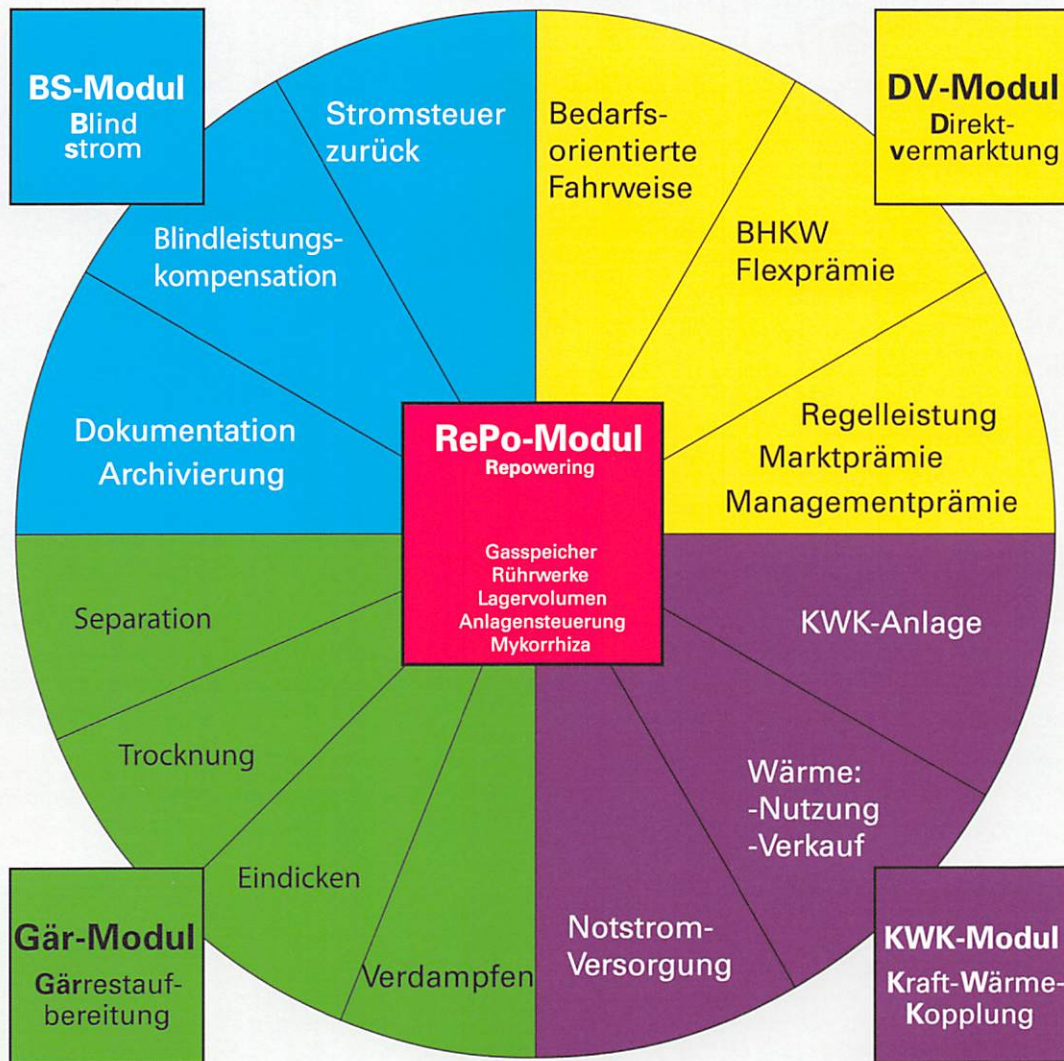 BS-Modul
Blind
strom
Stromsteuer
zurück
Blindleistungs-
kompensation
Dokumentation
Archivierung
Bedarfs-
orientierte
Fahrweise
BHKW
Flexprämie
Regelleistung
Marktprämie
Managementprämie
DV-Modul
Direkt-
vermarktung
RePo-Modul
Repowering
Gasspeicher
Rührwerke
Lagervolumen
Anlagensteuerung
Mykorrhiza
Separation
Trocknung
Eindicken
Verdampfen
Gär-Modul
Gärrestauf-
bereitung
KWK-Anlage
Wärme:
-Nutzung
-Verkauf
Notstrom-
Versorgung
KWK-Modul
Kraft-Wärme-
Kopplung